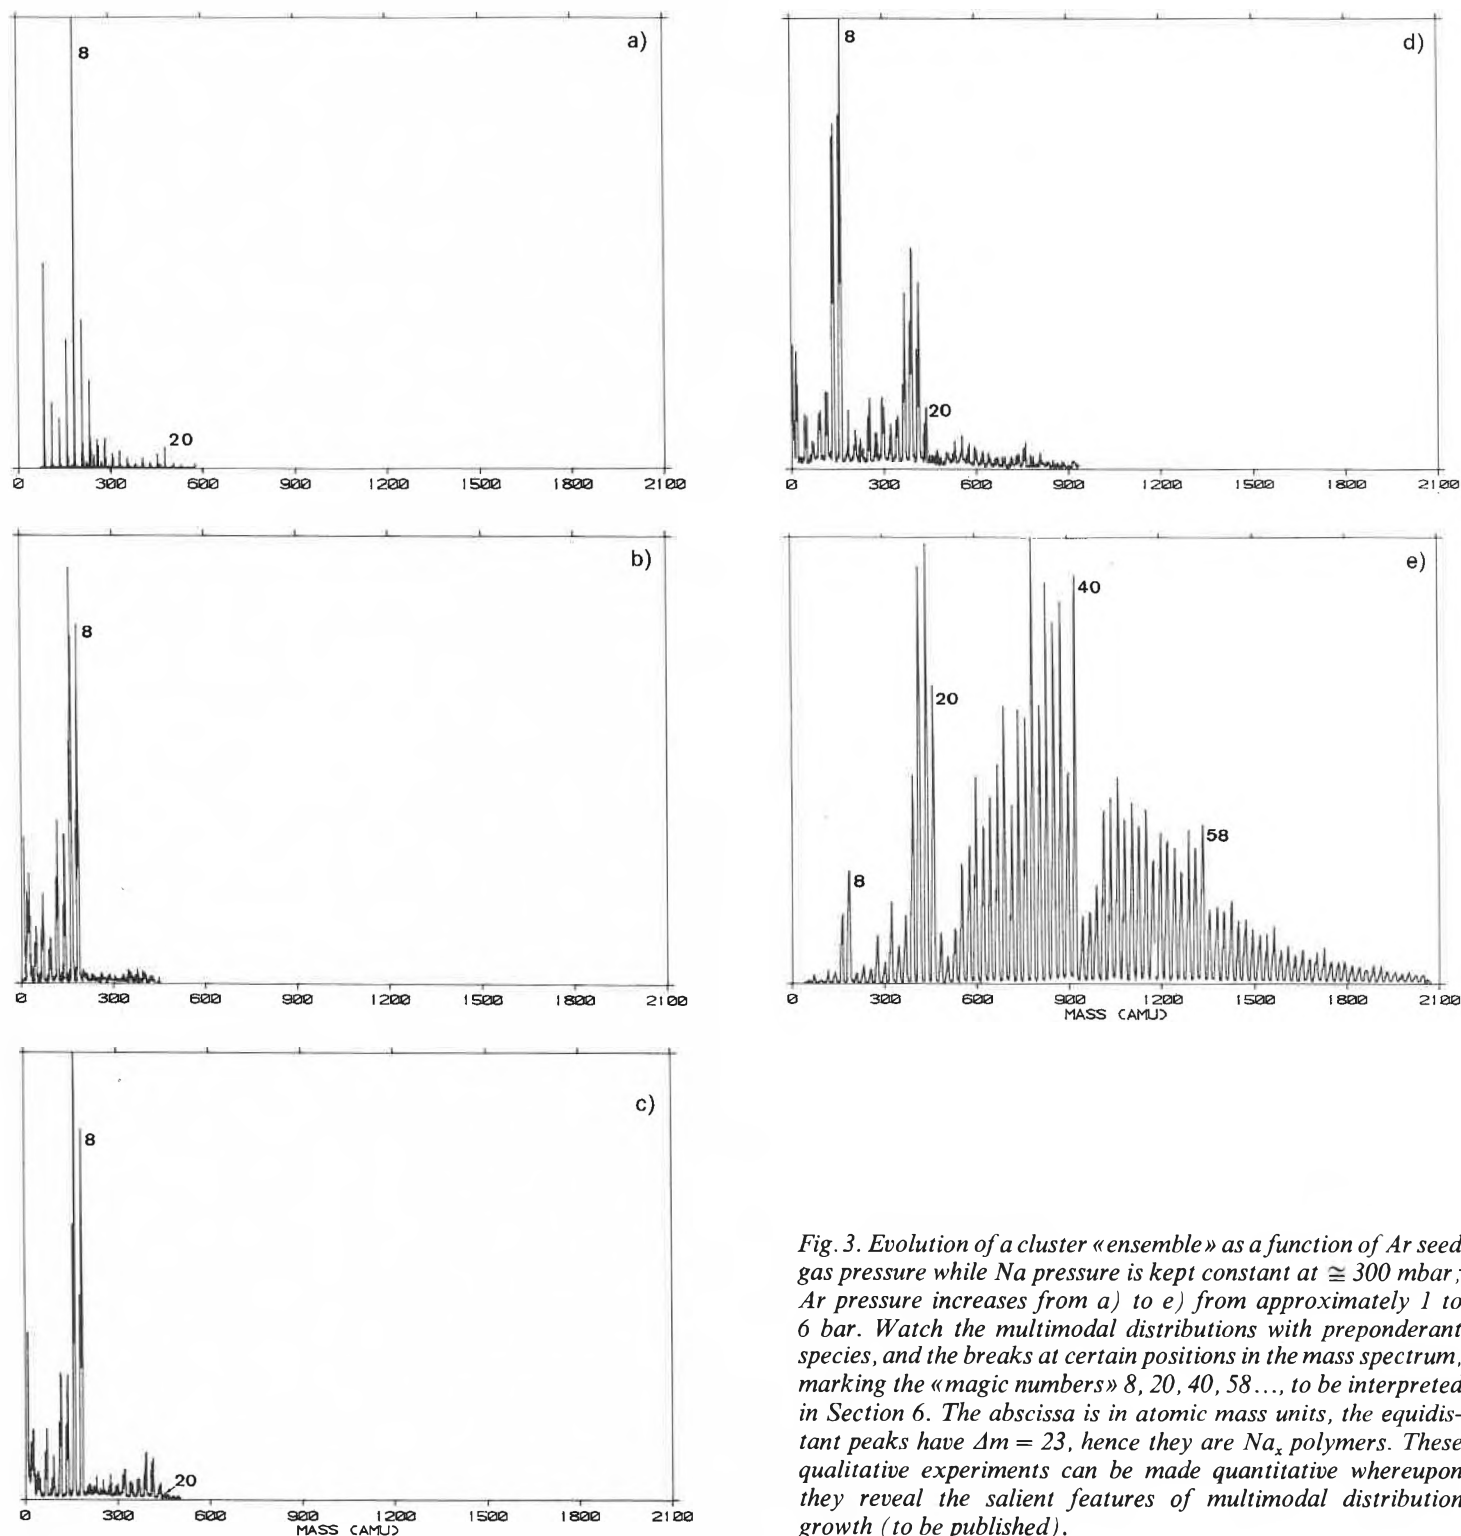 a)
8
20
0 300 600 900 1200 1500 1800 2100
b)
8
0 300 600 900 1200 1500 1800 2100
c)
8
20
0 300 600 900 1200 1500 1800 2100
MASS (AMU)
d)
8
20
0 300 600 900 1200 1500 1800 2100
e)
8
20
40
58
0 300 600 900 1200 1500 1800 2100
MASS (AMU)
Fig. 3. Evolution of a cluster «ensemble» as a function of Ar seed
gas pressure while Na pressure is kept constant at ≅ 300 mbar;
Ar pressure increases from a) to e) from approximately 1 to
6 bar. Watch the multimodal distributions with preponderant
species, and the breaks at certain positions in the mass spectrum,
marking the «magic numbers» 8, 20, 40, 58..., to be interpreted
in Section 6. The abscissa is in atomic mass units, the equidis-
tant peaks have Δm = 23, hence they are Naₓ polymers. These
qualitative experiments can be made quantitative whereupon
they reveal the salient features of multimodal distribution
growth (to be published).